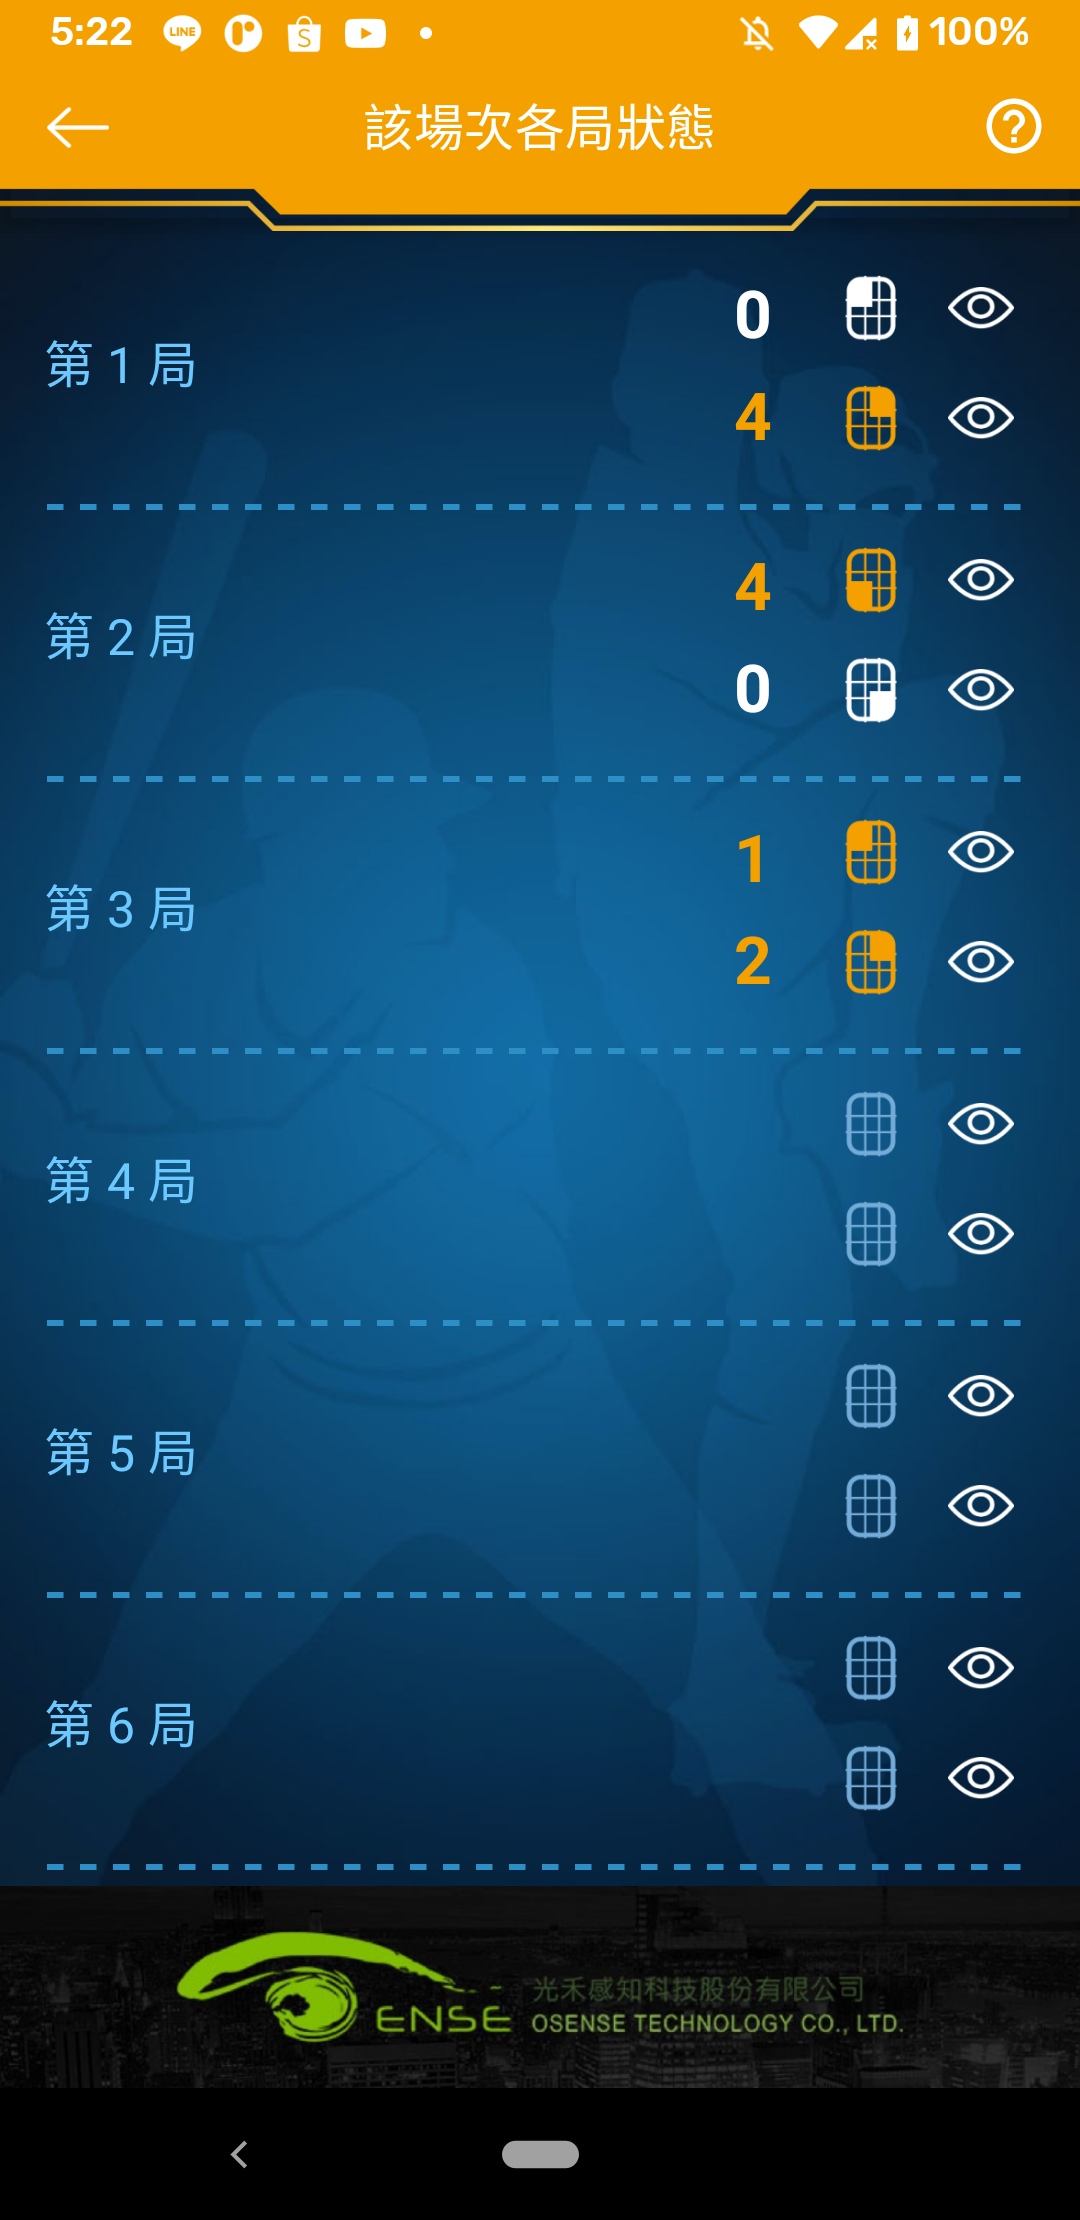 5:22
LINE
S
100%
該場次各局狀態
?
第 1 局
0
4
第 2 局
4
0
第 3 局
1
2
第 4 局
第 5 局
第 6 局
ENSE
光禾感知科技股份有限公司
OSENSE TECHNOLOGY CO., LTD.